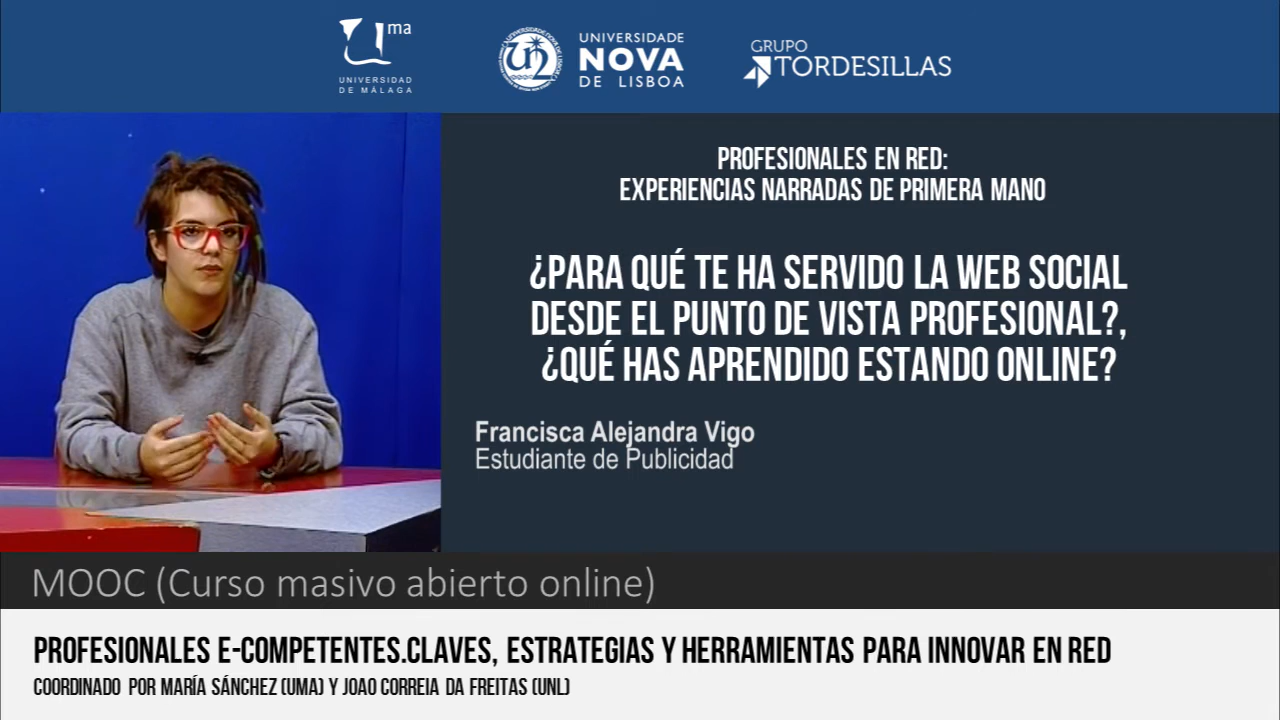 ma
UNIVERSIDAD
DE MÁLAGA
UNIVERSIDADE
NOVA
DE LISBOA
GRUPO
TORDESILLAS
PROFESIONALES EN RED:
EXPERIENCIAS NARRADAS DE PRIMERA MANO
¿PARA QUÉ TE HA SERVIDO LA WEB SOCIAL
DESDE EL PUNTO DE VISTA PROFESIONAL?,
¿QUÉ HAS APRENDIDO ESTANDO ONLINE?
Francisca Alejandra Vigo
Estudiante de Publicidad
MOOC (Curso masivo abierto online)
PROFESIONALES E-COMPETENTES.CLAVES, ESTRATEGIAS Y HERRAMIENTAS PARA INNOVAR EN RED
COORDINADO POR MARÍA SÁNCHEZ (UMA) Y JOAO CORREIA DA FREITAS (UNL)